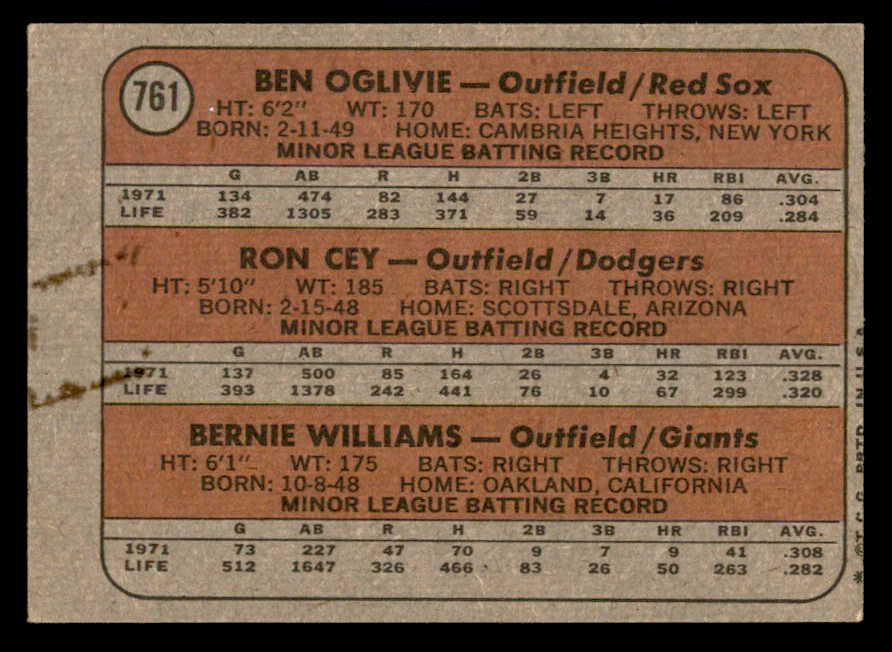 761
BEN OGLIVIE — Outfield/Red Sox
HT: 6'2" WT: 170 BATS: LEFT THROWS: LEFT
BORN: 2-11-49 HOME: CAMBRIA HEIGHTS, NEW YORK
MINOR LEAGUE BATTING RECORD
G AB R H 2B 3B HR RBI AVG.
1971 134 474 82 144 27 7 17 86 .304
LIFE 382 1305 283 371 59 14 36 209 .284
RON CEY — Outfield/Dodgers
HT: 5'10" WT: 185 BATS: RIGHT THROWS: RIGHT
BORN: 2-15-48 HOME: SCOTTSDALE, ARIZONA
MINOR LEAGUE BATTING RECORD
G AB R H 2B 3B HR RBI AVG.
1971 137 500 85 164 26 4 32 123 .328
LIFE 393 1378 242 441 76 10 67 299 .320
BERNIE WILLIAMS — Outfield/Giants
HT: 6'1" WT: 175 BATS: RIGHT THROWS: RIGHT
BORN: 10-8-48 HOME: OAKLAND, CALIFORNIA
MINOR LEAGUE BATTING RECORD
G AB R H 2B 3B HR RBI AVG.
1971 73 227 47 70 9 7 9 41 .308
LIFE 512 1647 326 466 83 26 50 263 .282
* © T.C.G. PRTD. IN U.S.A.